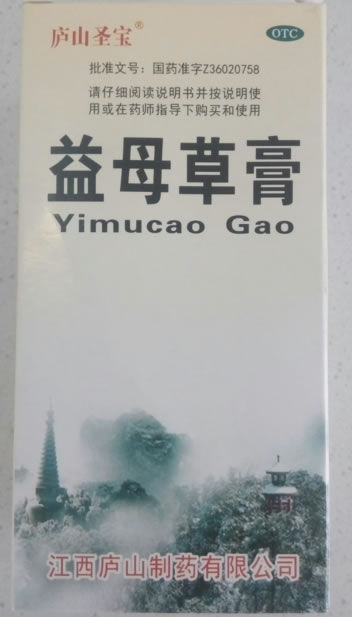 庐山圣宝®
OTC
批准文号：国药准字Z36020758
请仔细阅读说明书并按说明使
用或在药师指导下购买和使用
益母草膏
Yimucao Gao
江西庐山制药有限公司